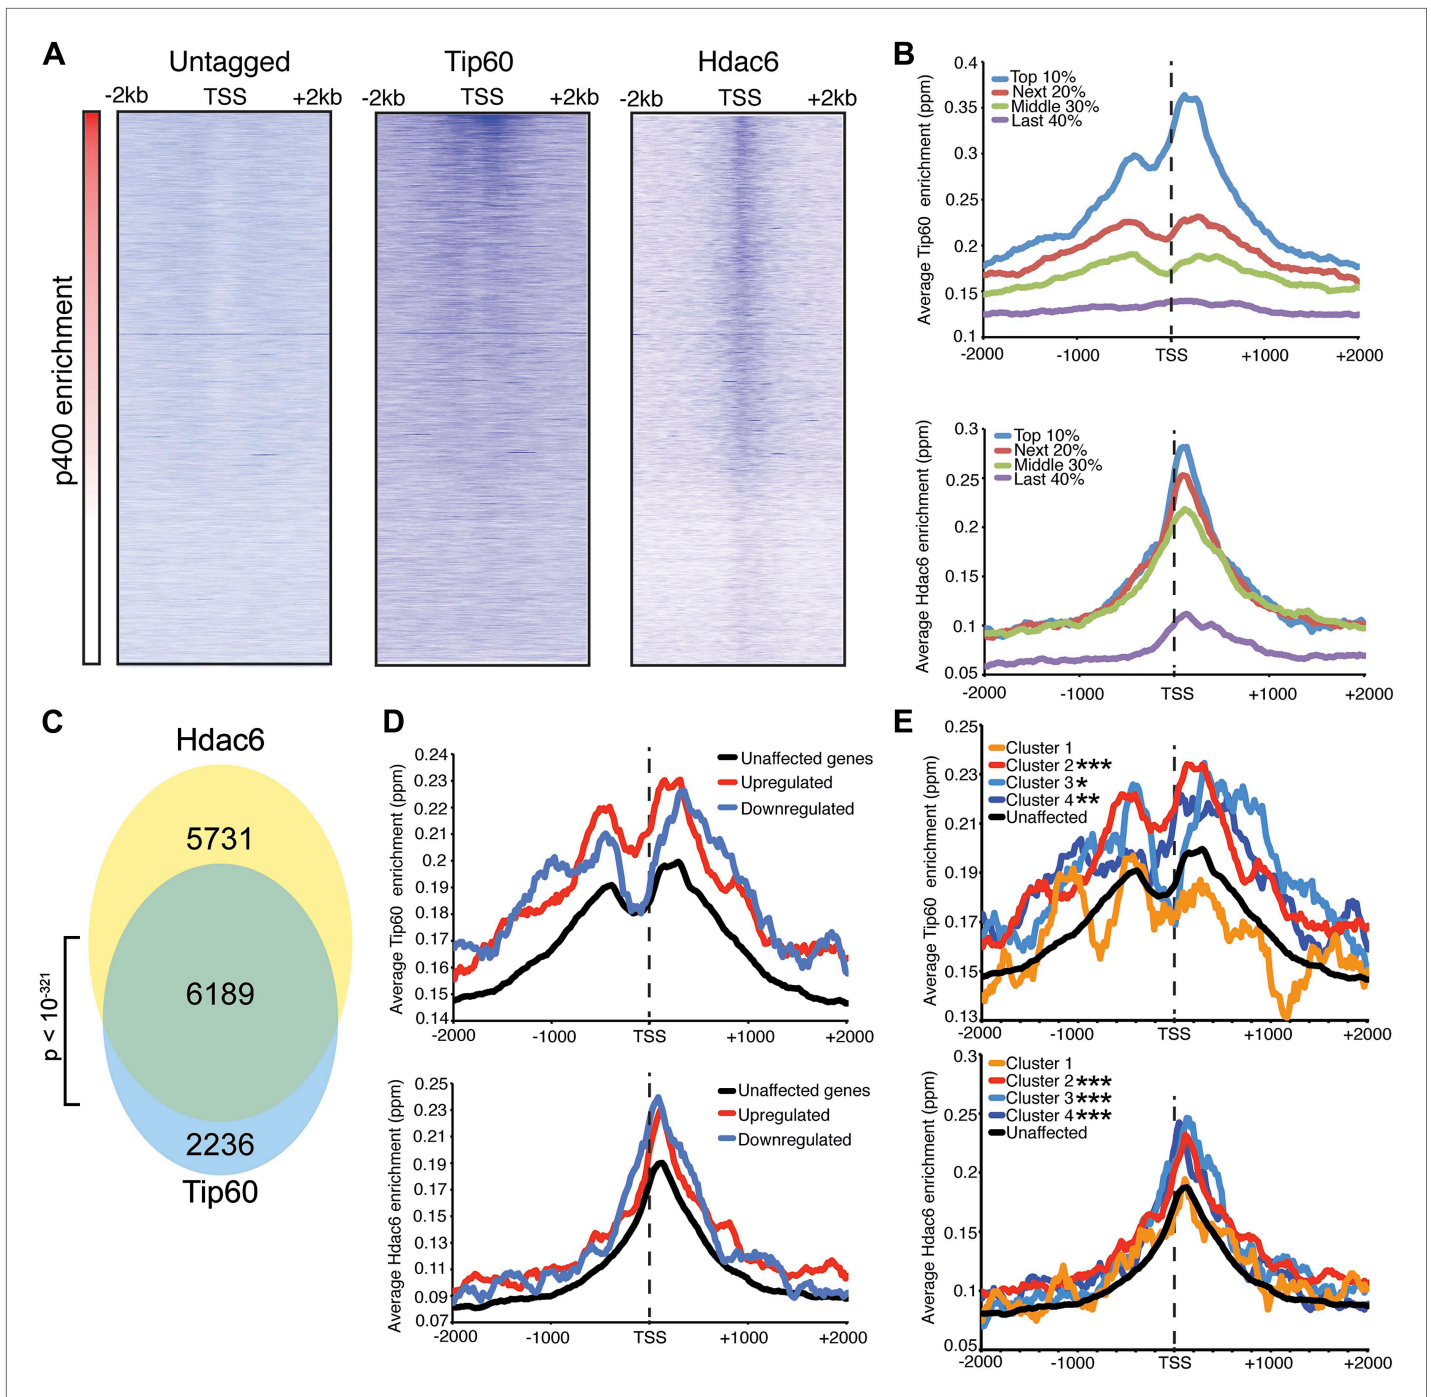 A
Untagged
Tip60
Hdac6
-2kb TSS +2kb
-2kb TSS +2kb
-2kb TSS +2kb
p400 enrichment
B
Average Tip60 enrichment (ppm)
0.4
0.35
0.3
0.25
0.2
0.15
0.1
Top 10%
Next 20%
Middle 30%
Last 40%
-2000 -1000 TSS +1000 +2000
Average Hdac6 enrichment (ppm)
0.3
0.25
0.2
0.15
0.1
0.05
Top 10%
Next 20%
Middle 30%
Last 40%
-2000 -1000 TSS +1000 +2000
C
Hdac6
5731
6189
2236
Tip60
p < 10-321
D
Average Tip60 enrichment (ppm)
0.24
0.23
0.22
0.21
0.2
0.19
0.18
0.17
0.16
0.15
0.14
Unaffected genes
Upregulated
Downregulated
-2000 -1000 TSS +1000 +2000
Average Hdac6 enrichment (ppm)
0.25
0.23
0.21
0.19
0.17
0.15
0.13
0.11
0.09
0.07
Unaffected genes
Upregulated
Downregulated
-2000 -1000 TSS +1000 +2000
E
Average Tip60 enrichment (ppm)
0.25
0.23
0.21
0.19
0.17
0.15
0.13
Cluster 1
Cluster 2 ***
Cluster 3 *
Cluster 4 **
Unaffected
-2000 -1000 TSS +1000 +2000
Average Hdac6 enrichment (ppm)
0.3
0.25
0.2
0.15
0.1
0.05
Cluster 1
Cluster 2 ***
Cluster 3 ***
Cluster 4 ***
Unaffected
-2000 -1000 TSS +1000 +2000